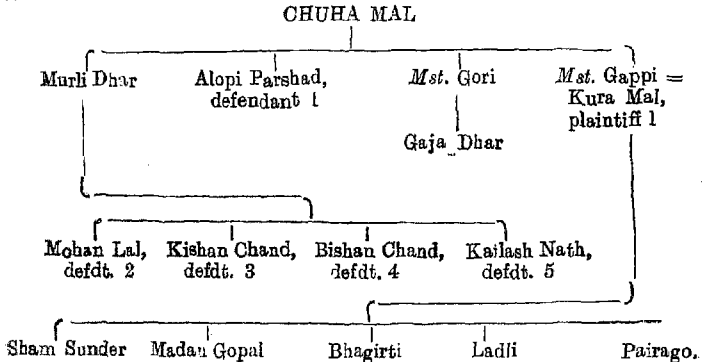 CHUHA MAL
Murli Dhar Alopi Parshad, Mst. Gori Mst. Gappi =
defendant 1 Kura Mal,
plaintiff 1
Gaja Dhar
Mohan Lal, Kishan Chand, Bishan Chand, Kailash Nath,
defdt. 2 defdt. 3 defdt. 4 defdt. 5
Sham Sunder Madan Gopal Bhagirti Ladli Pairago.